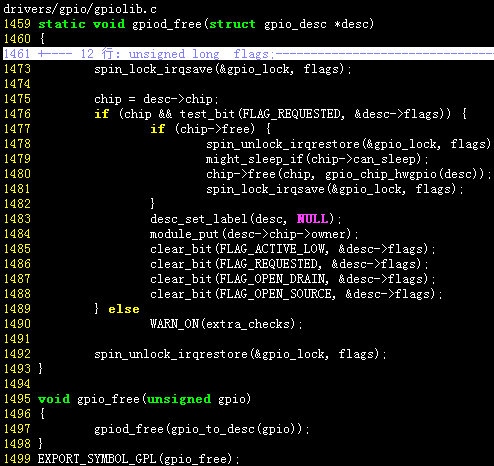 drivers/gpio/gpiolib.c
1459 static void gpiod_free(struct gpio_desc *desc)
1460 {
1461 +---- 12 行: unsigned long  flags;----------------------------
1473         spin_lock_irqsave(&gpio_lock, flags);
1474
1475         chip = desc->chip;
1476         if (chip && test_bit(FLAG_REQUESTED, &desc->flags)) {
1477                 if (chip->free) {
1478                         spin_unlock_irqrestore(&gpio_lock, flags)
1479                         might_sleep_if(chip->can_sleep);
1480                         chip->free(chip, gpio_chip_hwgpio(desc));
1481                         spin_lock_irqsave(&gpio_lock, flags);
1482                 }
1483                 desc_set_label(desc, NULL);
1484                 module_put(desc->chip->owner);
1485                 clear_bit(FLAG_ACTIVE_LOW, &desc->flags);
1486                 clear_bit(FLAG_REQUESTED, &desc->flags);
1487                 clear_bit(FLAG_OPEN_DRAIN, &desc->flags);
1488                 clear_bit(FLAG_OPEN_SOURCE, &desc->flags);
1489         } else
1490                 WARN_ON(extra_checks);
1491
1492         spin_unlock_irqrestore(&gpio_lock, flags);
1493 }
1494
1495 void gpio_free(unsigned gpio)
1496 {
1497         gpiod_free(gpio_to_desc(gpio));
1498 }
1499 EXPORT_SYMBOL_GPL(gpio_free);